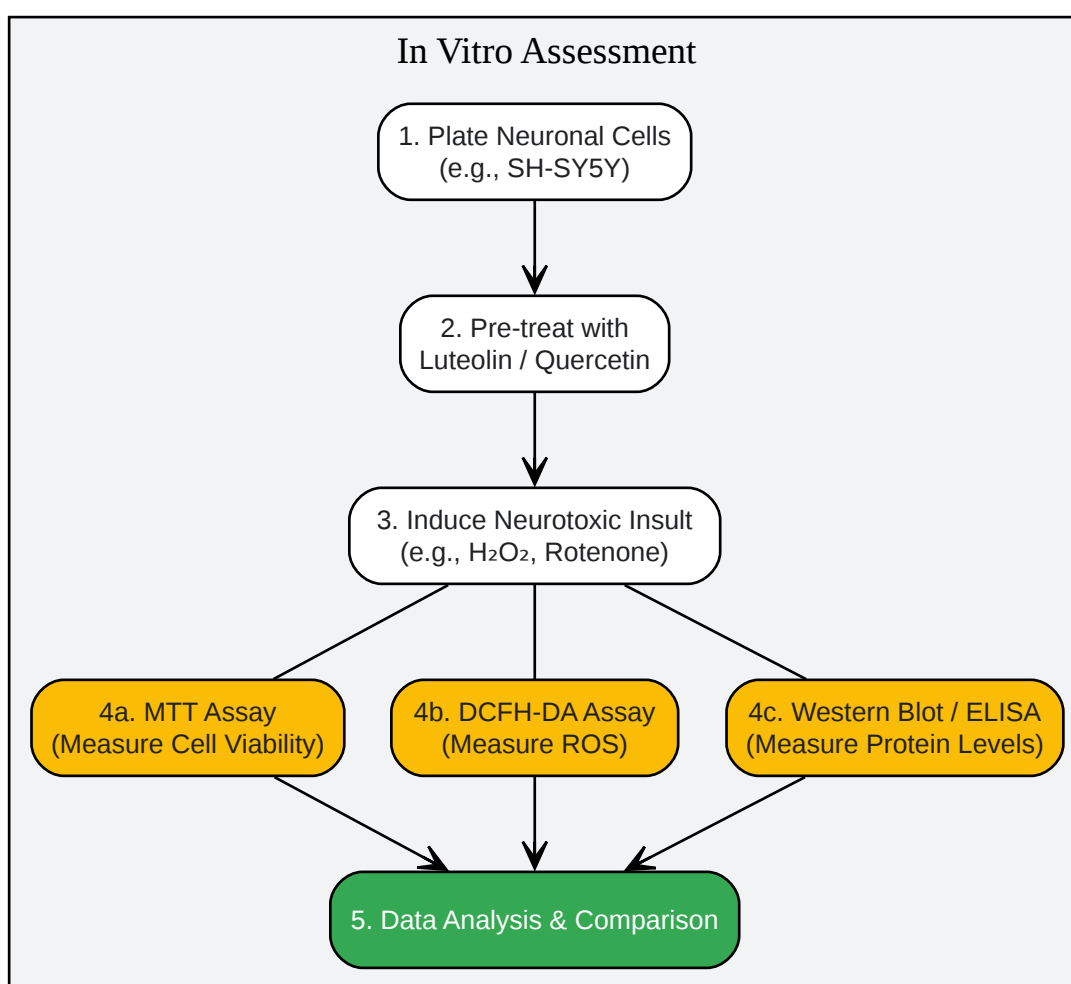 In Vitro Assessment
1. Plate Neuronal Cells
(e.g., SH-SY5Y)
2. Pre-treat with
Luteolin / Quercetin
3. Induce Neurotoxic Insult
(e.g., H₂O₂, Rotenone)
4a. MTT Assay
(Measure Cell Viability)
4b. DCFH-DA Assay
(Measure ROS)
4c. Western Blot / ELISA
(Measure Protein Levels)
5. Data Analysis & Comparison